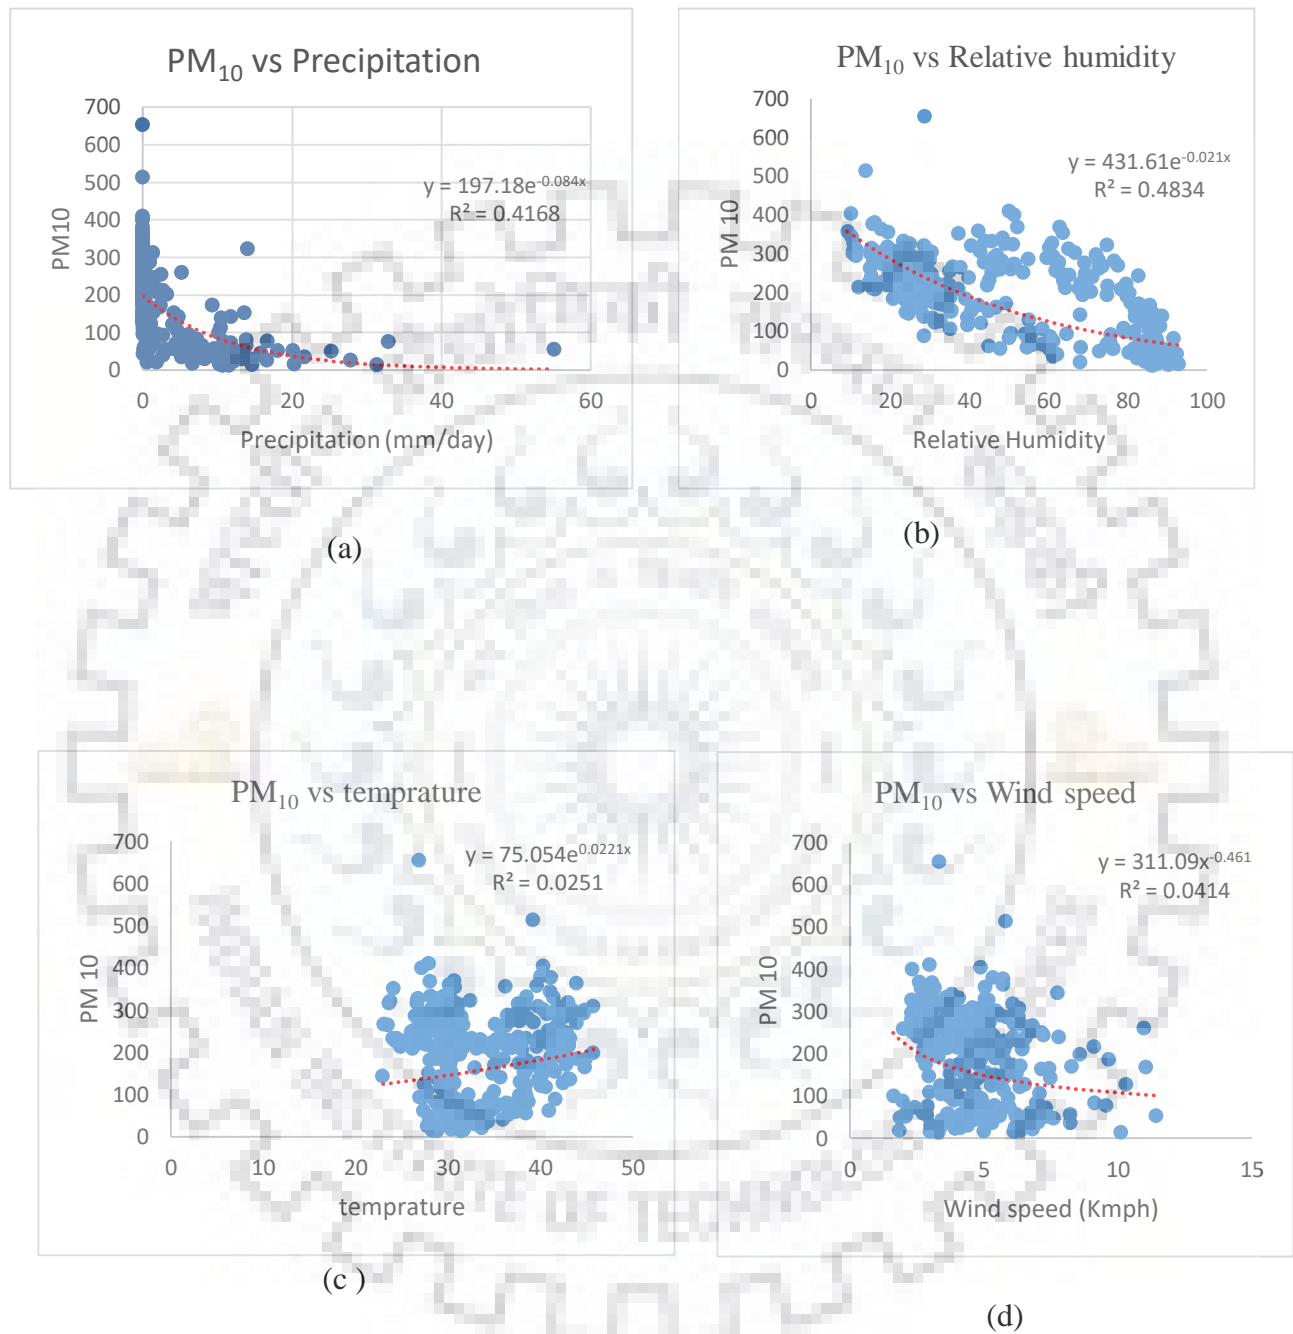 PM₁₀ vs Precipitation
700
600
500
400
300
200
100
0
0 20 40 60
PM10
Precipitation (mm/day)
y = 197.18e^-0.084x
R² = 0.4168
(a)
PM₁₀ vs Relative humidity
700
600
500
400
300
200
100
0
0 20 40 60 80 100
PM 10
Relative Humidity
y = 431.61e^-0.021x
R² = 0.4834
(b)
PM₁₀ vs temprature
700
600
500
400
300
200
100
0
0 10 20 30 40 50
PM 10
temprature
y = 75.054e^0.0221x
R² = 0.0251
(c )
PM₁₀ vs Wind speed
700
600
500
400
300
200
100
0
0 5 10 15
PM 10
Wind speed (Kmph)
y = 311.09x^-0.461
R² = 0.0414
(d)